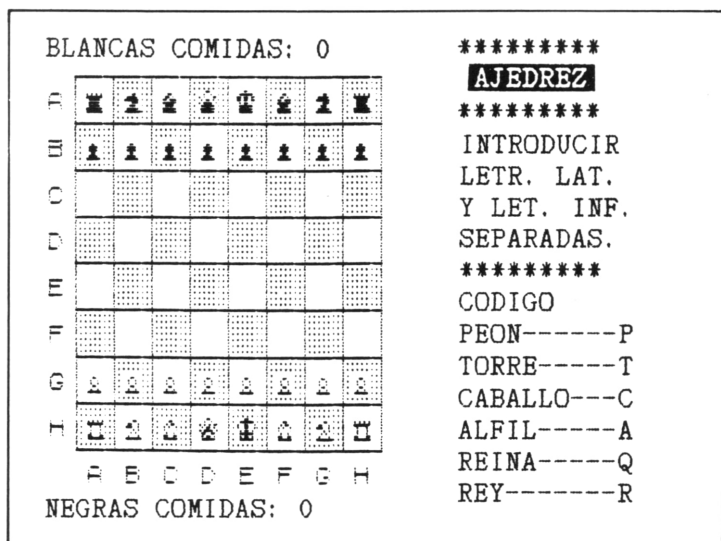 BLANCAS COMIDAS: 0
A
B
C
D
E
F
G
H
A B C D E F G H
NEGRAS COMIDAS: 0
*********
AJEDREZ
*********
INTRODUCIR
LETR. LAT.
Y LET. INF.
SEPARADAS.
*********
CODIGO
PEON------P
TORRE-----T
CABALLO---C
ALFIL-----A
REINA-----Q
REY-------R